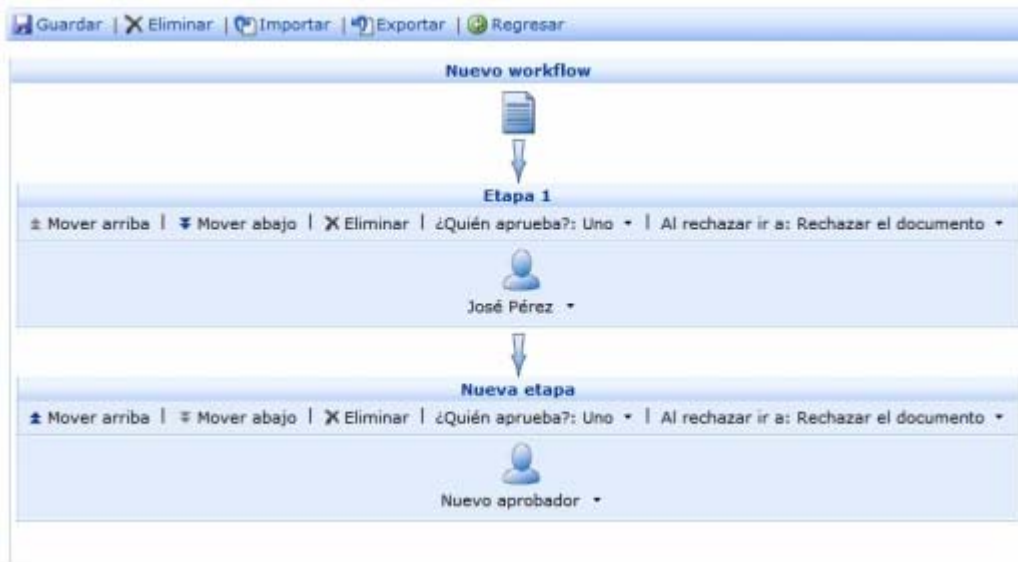 Guardar | Eliminar | Importar | Exportar | Regresar
Nuevo workflow
Etapa 1
Mover arriba | Mover abajo | Eliminar | ¿Quién aprueba?: Uno | Al rechazar ir a: Rechazar el documento
José Pérez
Nueva etapa
Mover arriba | Mover abajo | Eliminar | ¿Quién aprueba?: Uno | Al rechazar ir a: Rechazar el documento
Nuevo aprobador